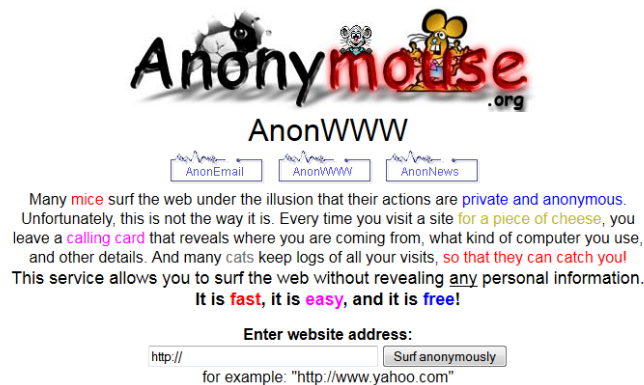 Anonymouse
.org
AnonWWW
AnonEmail AnonWWW AnonNews
Many mice surf the web under the illusion that their actions are private and anonymous.
Unfortunately, this is not the way it is. Every time you visit a site for a piece of cheese, you
leave a calling card that reveals where you are coming from, what kind of computer you use,
and other details. And many cats keep logs of all your visits, so that they can catch you!
This service allows you to surf the web without revealing any personal information.
It is fast, it is easy, and it is free!
Enter website address:
http:// Surf anonymously
for example: "http://www.yahoo.com"